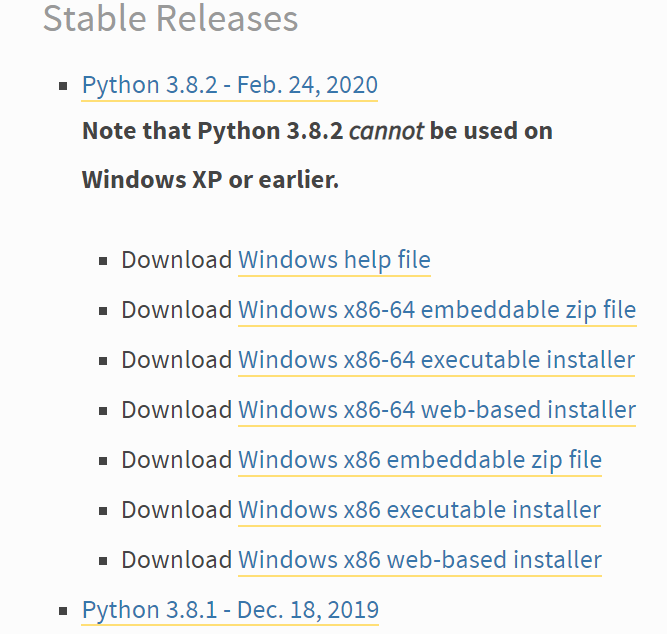 Stable Releases
Python 3.8.2 - Feb. 24, 2020
Note that Python 3.8.2 cannot be used on
Windows XP or earlier.
Download Windows help file
Download Windows x86-64 embeddable zip file
Download Windows x86-64 executable installer
Download Windows x86-64 web-based installer
Download Windows x86 embeddable zip file
Download Windows x86 executable installer
Download Windows x86 web-based installer
Python 3.8.1 - Dec. 18, 2019